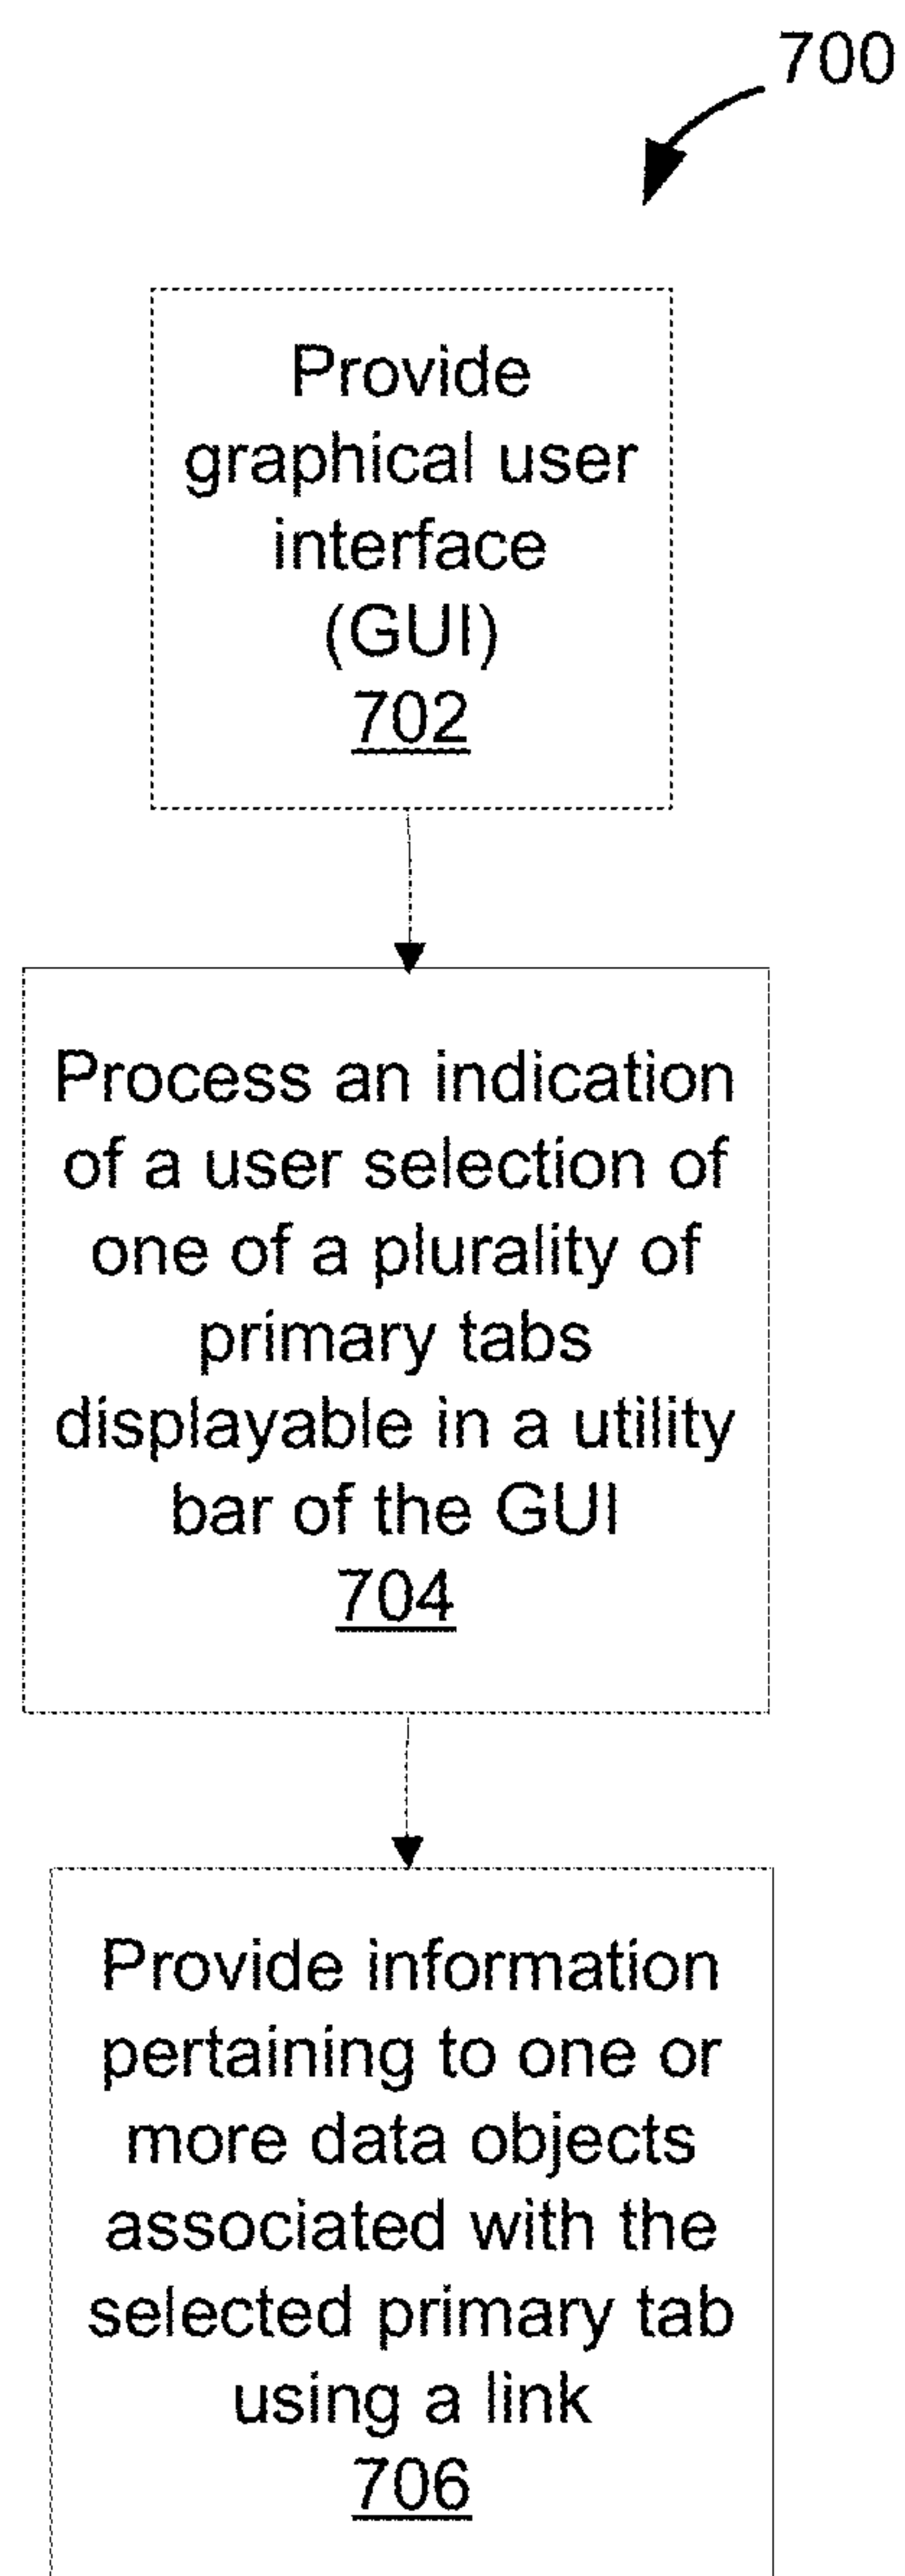 700
Provide
graphical user
interface
(GUI)
702
Process an indication
of a user selection of
one of a plurality of
primary tabs
displayable in a utility
bar of the GUI
704
Provide information
pertaining to one or
more data objects
associated with the
selected primary tab
using a link
706